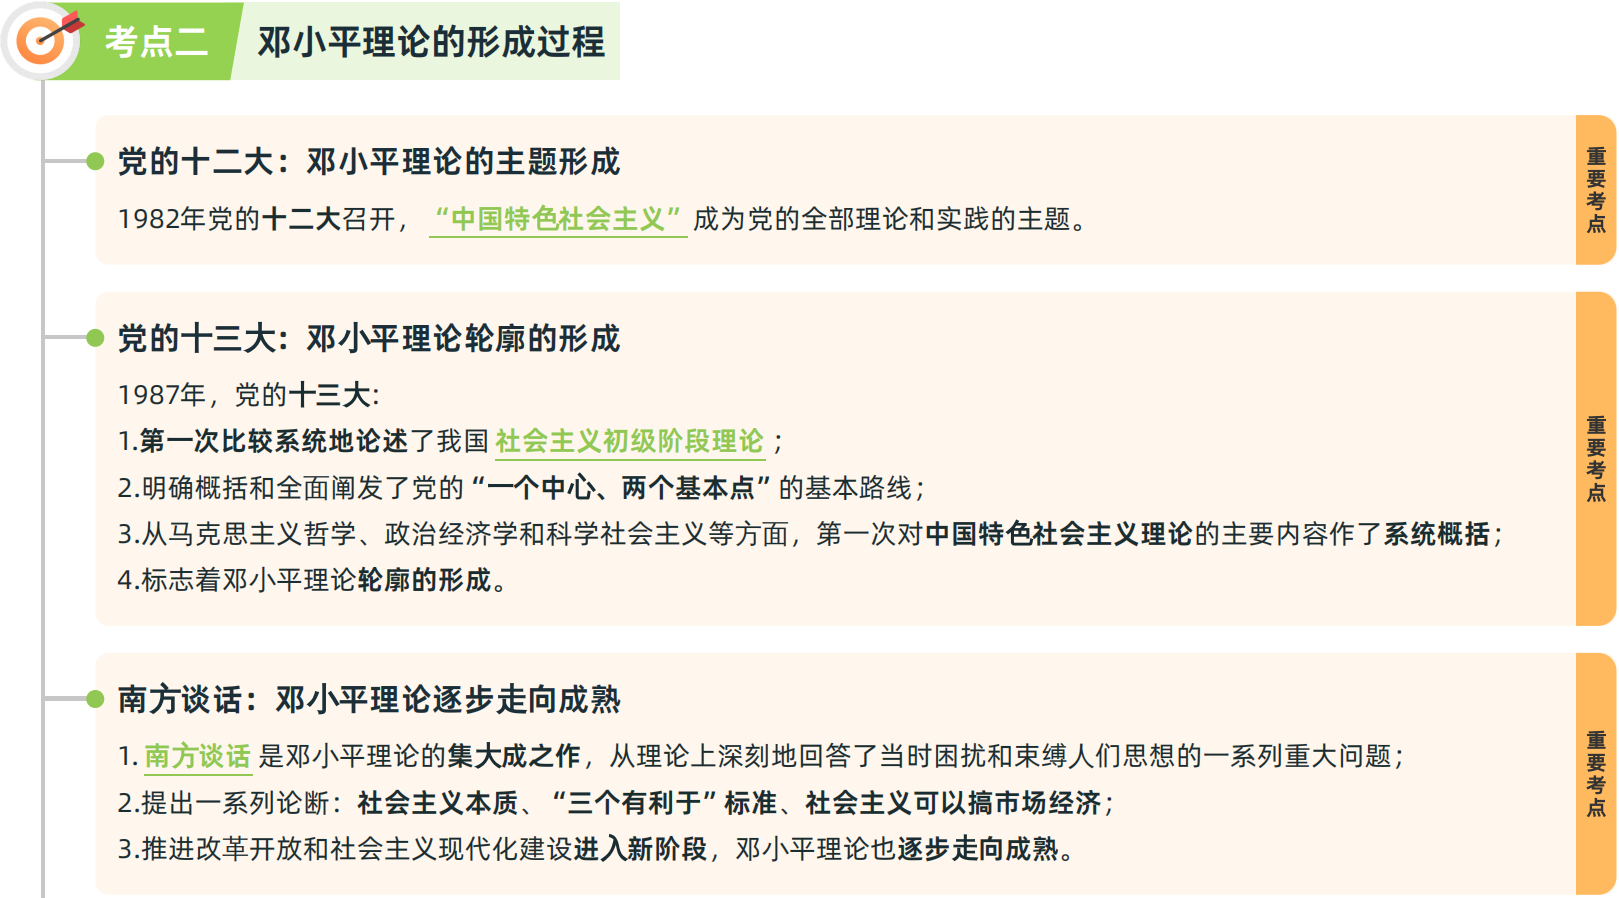 考点二 邓小平理论的形成过程
党的十二大：邓小平理论的主题形成
1982年党的十二大召开，“中国特色社会主义”成为党的全部理论和实践的主题。
重要考点
党的十三大：邓小平理论轮廓的形成
1987年，党的十三大：
1.第一次比较系统地论述了我国社会主义初级阶段理论；
2.明确概括和全面阐发了党的“一个中心、两个基本点”的基本路线；
3.从马克思主义哲学、政治经济学和科学社会主义等方面，第一次对中国特色社会主义理论的主要内容作了系统概括；
4.标志着邓小平理论轮廓的形成。
重要考点
南方谈话：邓小平理论逐步走向成熟
1.南方谈话是邓小平理论的集大成之作，从理论上深刻地回答了当时困扰和束缚人们思想的一系列重大问题；
2.提出一系列论断：社会主义本质、“三个有利于”标准、社会主义可以搞市场经济；
3.推进改革开放和社会主义现代化建设进入新阶段，邓小平理论也逐步走向成熟。
重要考点